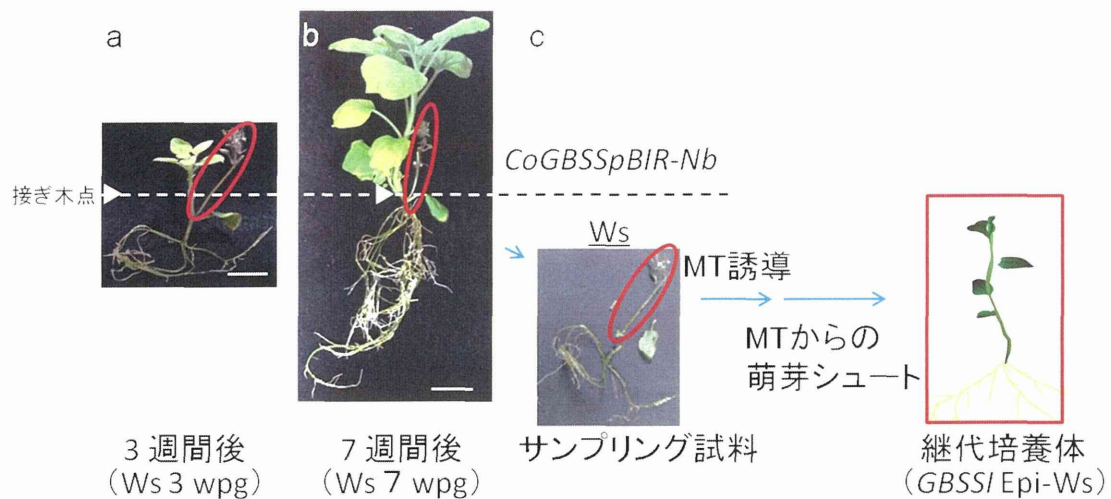 a
b
c
CoGBSSpBIR-Nb
接ぎ木点
Ws
MT誘導
MTからの
萌芽シュート
3 週間後
(Ws 3 wpg)
7 週間後
(Ws 7 wpg)
サンプリング試料
継代培養体
(GBSSI Epi-Ws)